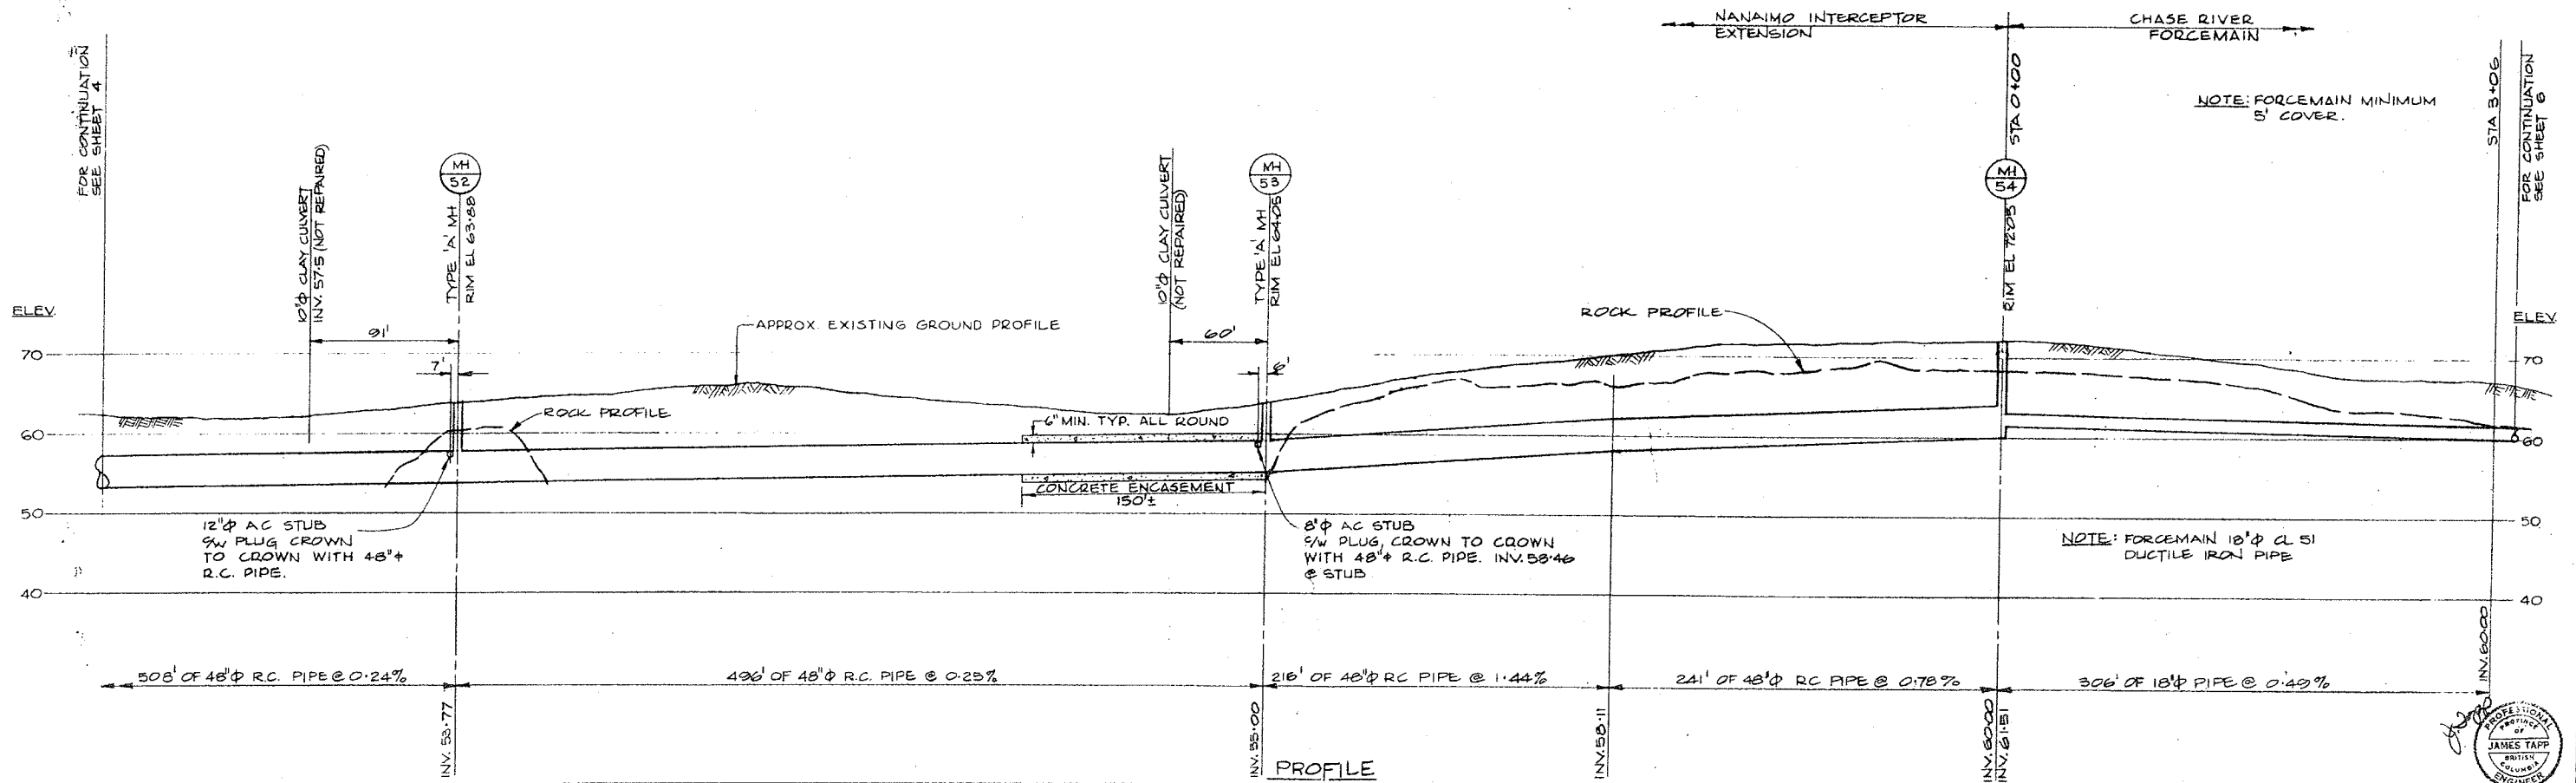 NANAIMO INTERCEPTOR
EXTENSION
CHASE RIVER
FORCEMAIN
FOR CONTINUATION
SEE SHEET 4
10"Φ CLAY CULVERT
INV. 57.5 (NOT REPAIRED)
MH
52
TYPE 'A' MH
RIM EL 63.88
10"Φ CLAY CULVERT
(NOT REPAIRED)
MH
53
TYPE 'A' MH
RIM EL 64.05
STA 0+00
MH
54
RIM EL 72.05
NOTE: FORCEMAIN MINIMUM
5' COVER.
STA 3+06
FOR CONTINUATION
SEE SHEET 6
ELEV.
91'
7'
APPROX. EXISTING GROUND PROFILE
60'
6'
ROCK PROFILE
ELEV.
70
70
ROCK PROFILE
6" MIN. TYP. ALL ROUND
60
60
CONCRETE ENCASEMENT
150'±
50
50
12"Φ AC STUB
C/W PLUG CROWN
TO CROWN WITH 48"Φ
R.C. PIPE.
8"Φ AC STUB
C/W PLUG, CROWN TO CROWN
WITH 48"Φ R.C. PIPE. INV. 58.46
@ STUB
NOTE: FORCEMAIN 18"Φ CL 51
DUCTILE IRON PIPE
40
40
508' OF 48"Φ R.C. PIPE @ 0.24%
496' OF 48"Φ R.C. PIPE @ 0.25%
216' OF 48"Φ RC PIPE @ 1.44%
241' OF 48"Φ RC PIPE @ 0.78%
306' OF 18"Φ PIPE @ 0.49%
INV. 53.77
INV. 55.00
INV. 58.11
INV. 60.00
INV. 61.51
INV. 60.00
PROFILE
PROFESSIONAL
PROVINCE
OF
JAMES TAPP
BRITISH
COLUMBIA
ENGINEER